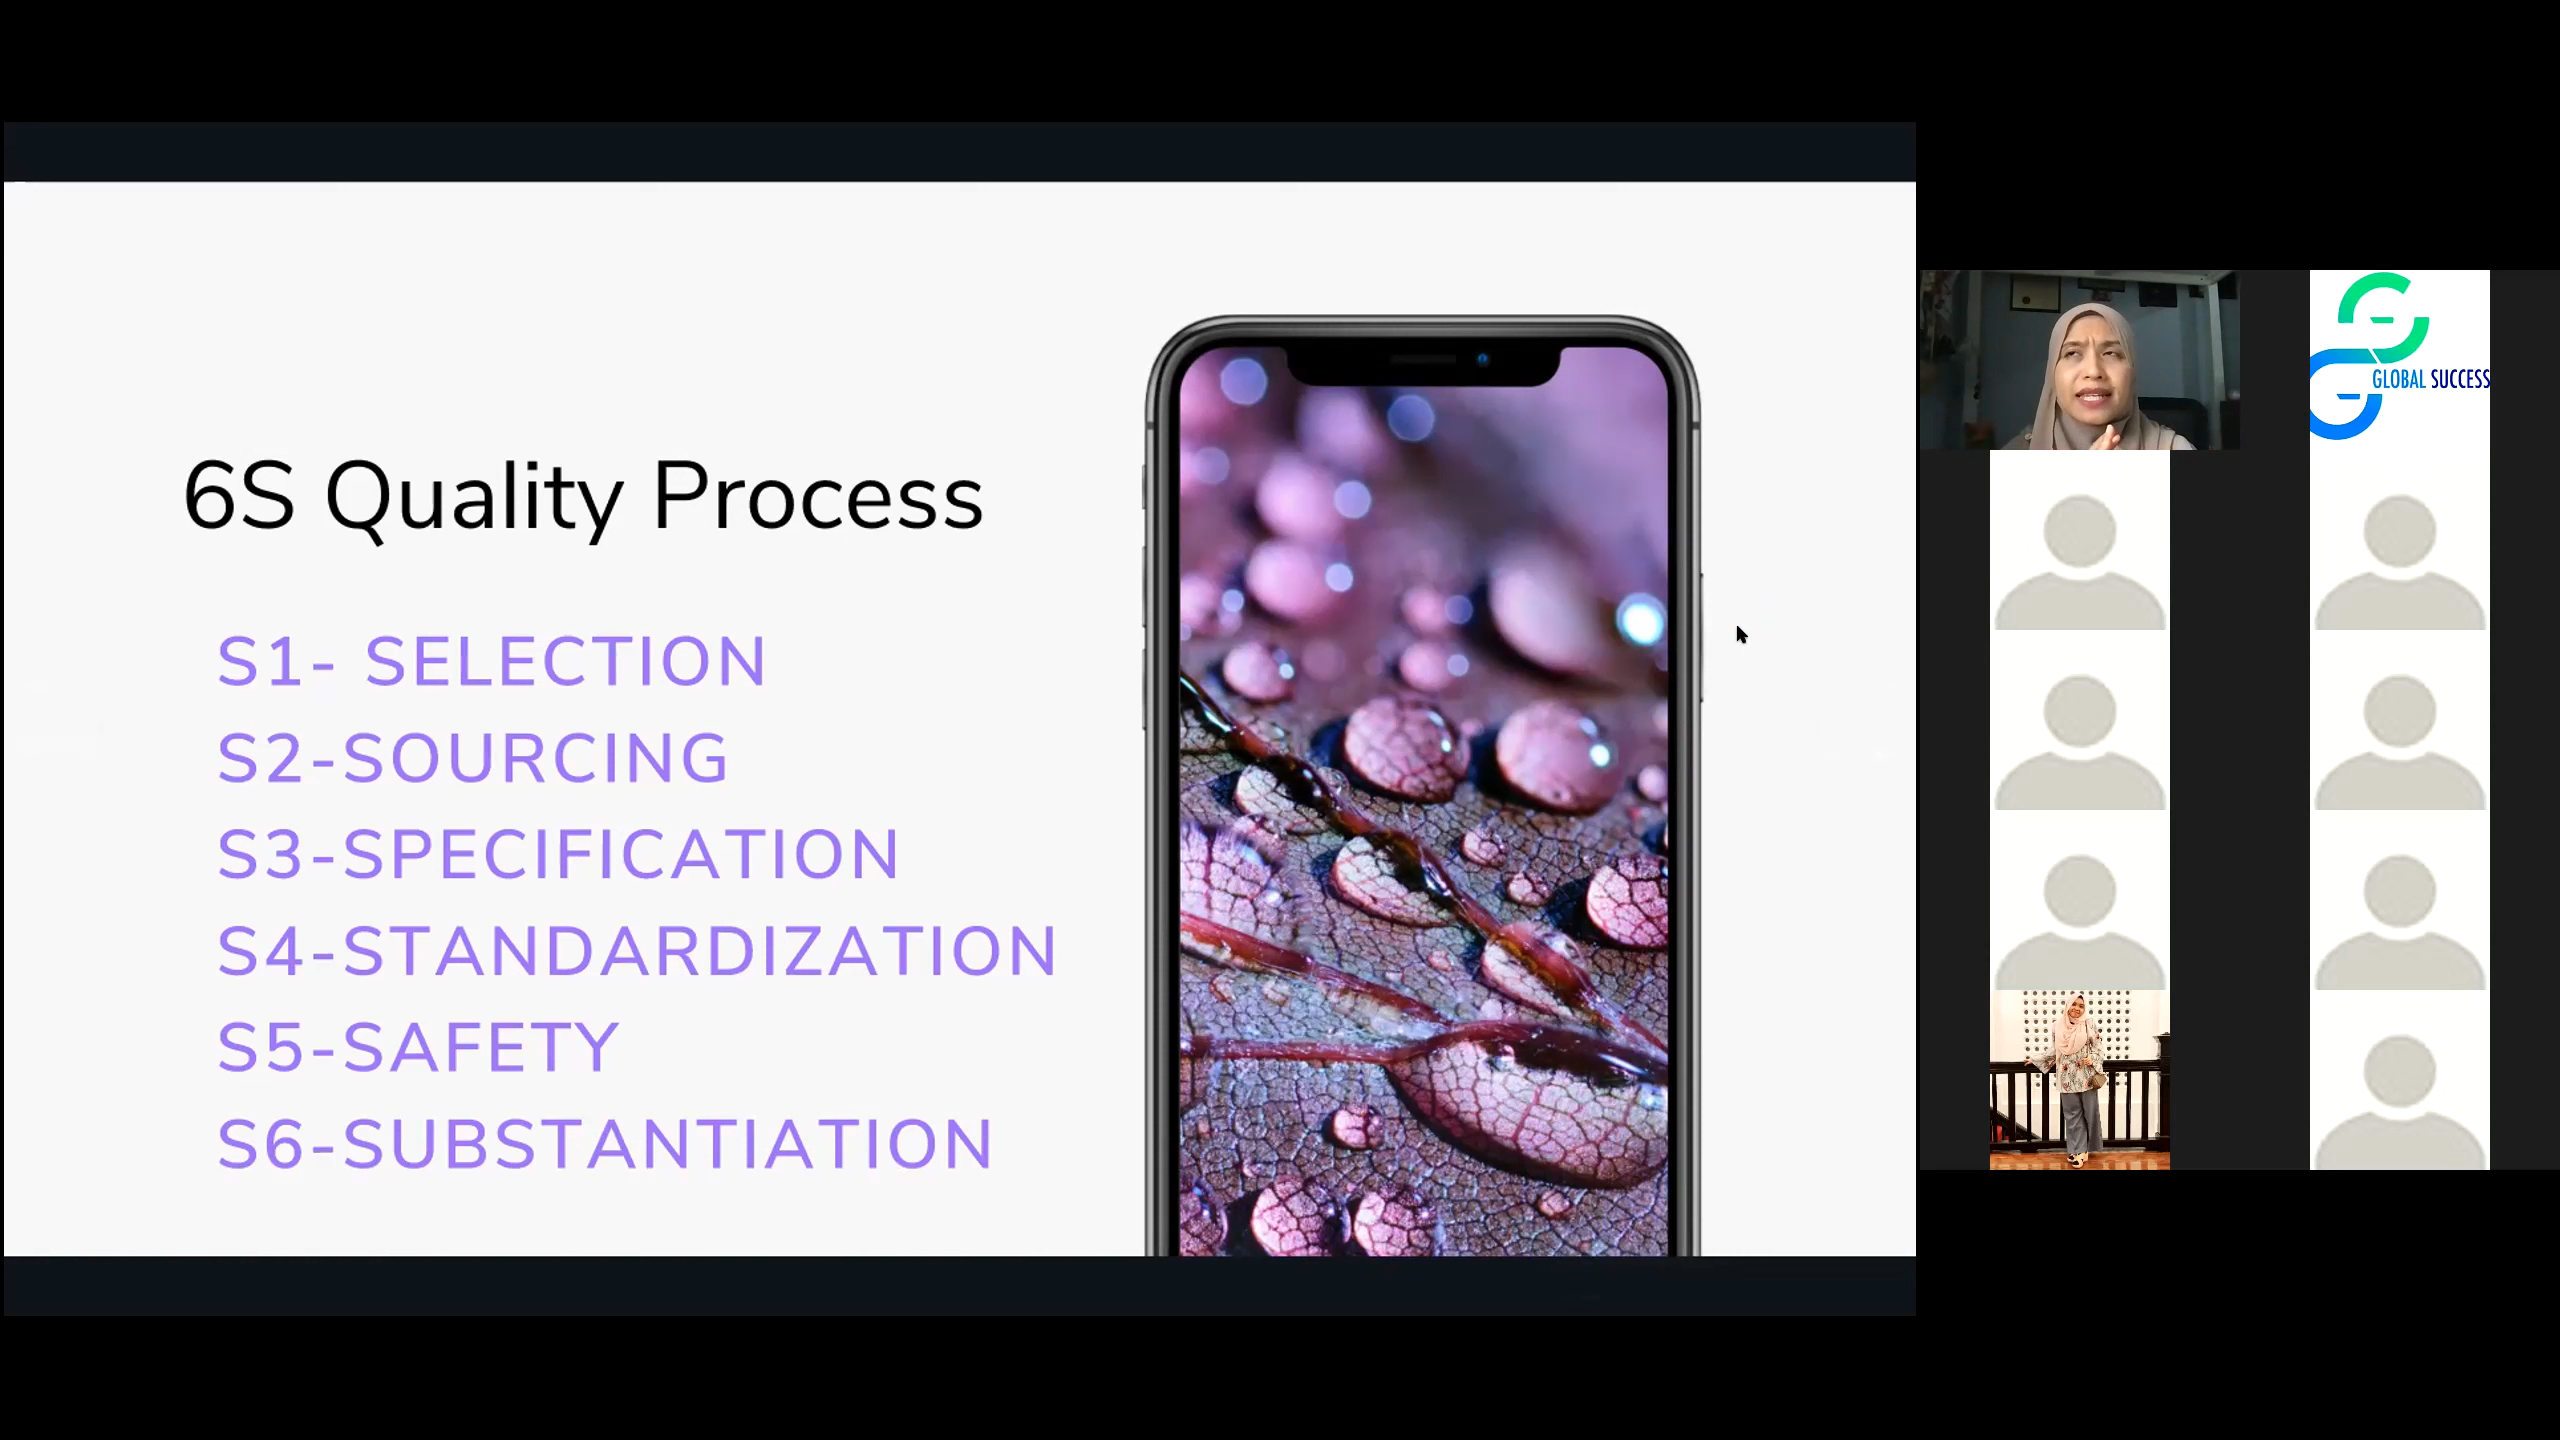 6S Quality Process
S1- SELECTION
S2-SOURCING
S3-SPECIFICATION
S4-STANDARDIZATION
S5-SAFETY
S6-SUBSTANTIATION
GLOBAL SUCCESS